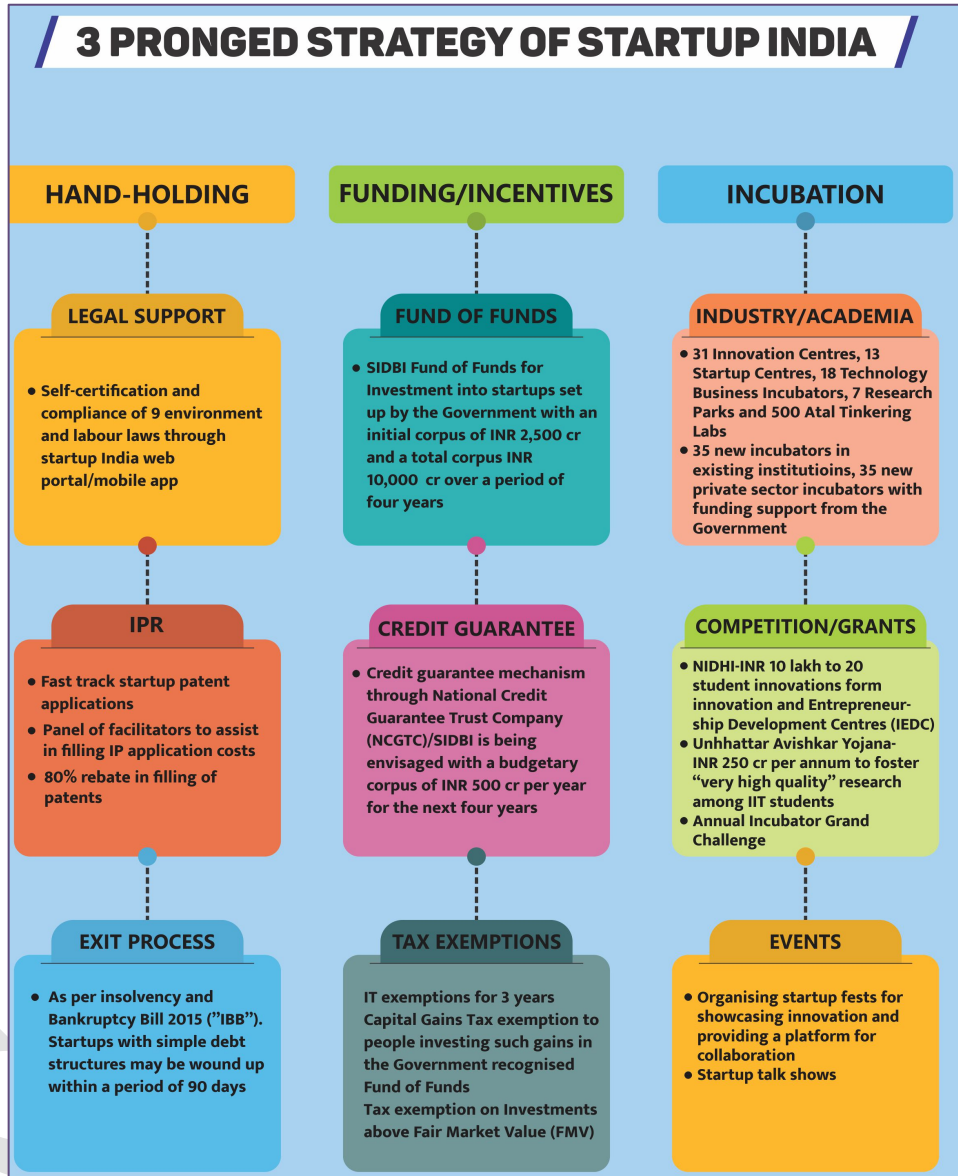 3 PRONGED STRATEGY OF STARTUP INDIA
HAND-HOLDING
LEGAL SUPPORT
• Self-certification and
compliance of 9 environment
and labour laws through
startup India web
portal/mobile app
IPR
• Fast track startup patent
applications
• Panel of facilitators to assist
in filling IP application costs
• 80% rebate in filling of
patents
EXIT PROCESS
• As per insolvency and
Bankruptcy Bill 2015 (”IBB”).
Startups with simple debt
structures may be wound up
within a period of 90 days
FUNDING/INCENTIVES
FUND OF FUNDS
• SIDBI Fund of Funds for
Investment into startups set
up by the Government with an
initial corpus of INR 2,500 cr
and a total corpus INR
10,000 cr over a period of
four years
CREDIT GUARANTEE
• Credit guarantee mechanism
through National Credit
Guarantee Trust Company
(NCGTC)/SIDBI is being
envisaged with a budgetary
corpus of INR 500 cr per year
for the next four years
TAX EXEMPTIONS
IT exemptions for 3 years
Capital Gains Tax exemption to
people investing such gains in
the Government recognised
Fund of Funds
Tax exemption on Investments
above Fair Market Value (FMV)
INCUBATION
INDUSTRY/ACADEMIA
• 31 Innovation Centres, 13
Startup Centres, 18 Technology
Business Incubators, 7 Research
Parks and 500 Atal Tinkering
Labs
• 35 new incubators in
existing institutioins, 35 new
private sector incubators with
funding support from the
Government
COMPETITION/GRANTS
• NIDHI-INR 10 lakh to 20
student innovations form
innovation and Entrepreneur-
ship Development Centres (IEDC)
• Unhhattar Avishkar Yojana-
INR 250 cr per annum to foster
“very high quality” research
among IIT students
• Annual Incubator Grand
Challenge
EVENTS
• Organising startup fests for
showcasing innovation and
providing a platform for
collaboration
• Startup talk shows